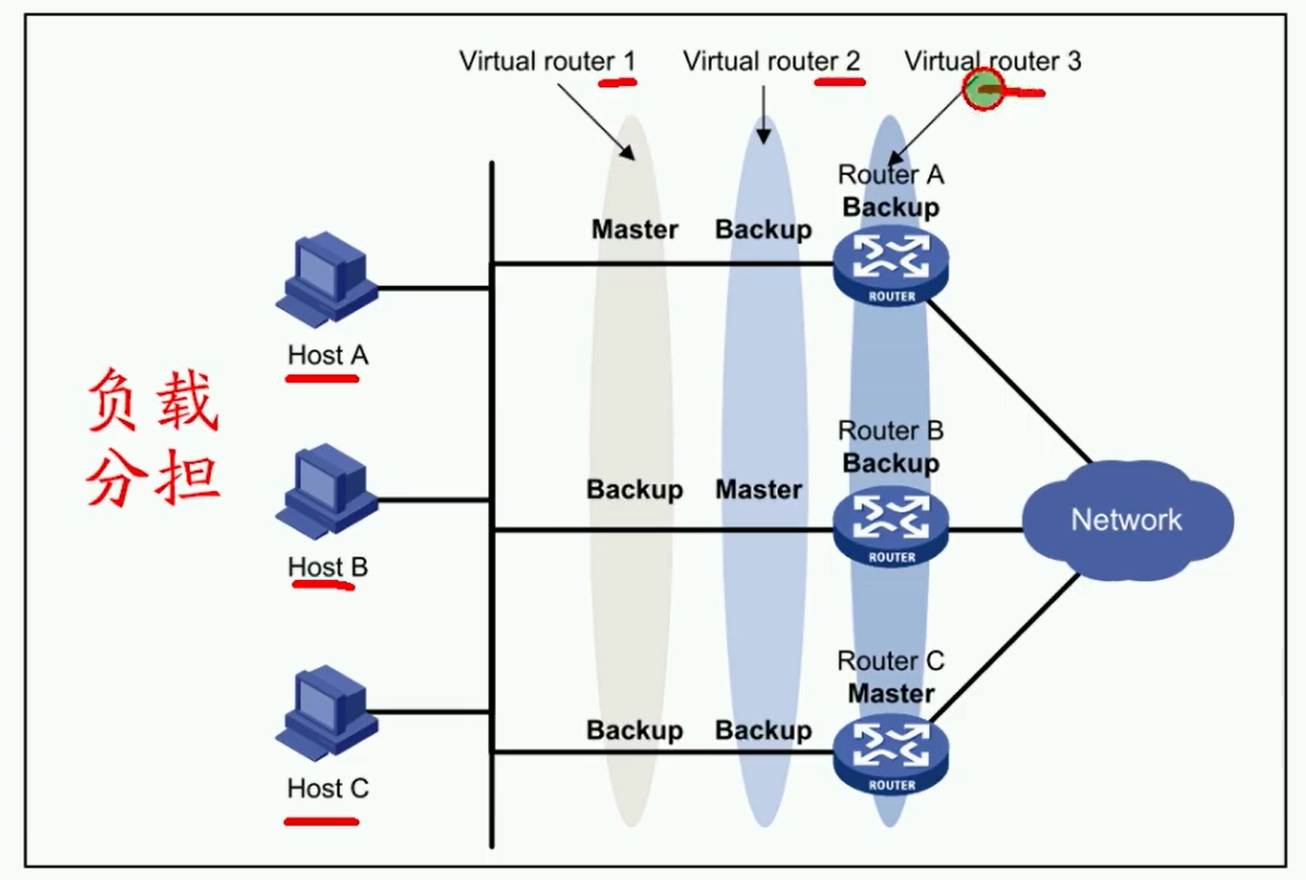 Virtual router 1
Virtual router 2
Virtual router 3
Router A
Backup
Master
Backup
ROUTER
Host A
负载
分担
Router B
Backup
Backup
Master
ROUTER
Network
Host B
Router C
Master
Backup
Backup
ROUTER
Host C